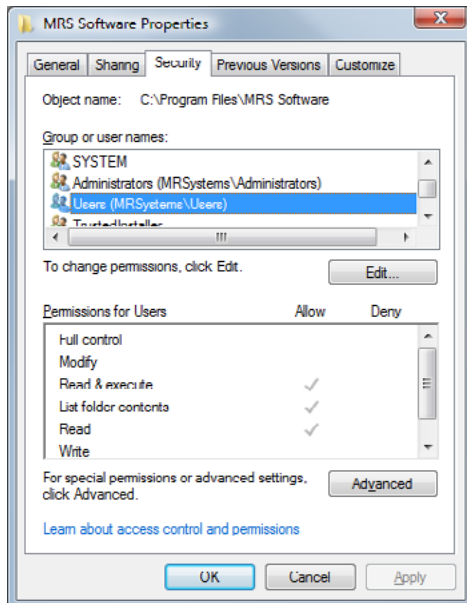 MRS Software Properties
General Sharing Security Previous Versions Customize
Object name: C:\Program Files\MRS Software
Group or user names:
SYSTEM
Administrators (MRSystems\Administrators)
Users (MRSystems\Users)
TrustedInstaller
To change permissions, click Edit.
Edit...
Permissions for Users Allow Deny
Full control
Modify
Read & execute
List folder contents
Read
Write
For special permissions or advanced settings,
click Advanced.
Advanced
Learn about access control and permissions
OK Cancel Apply